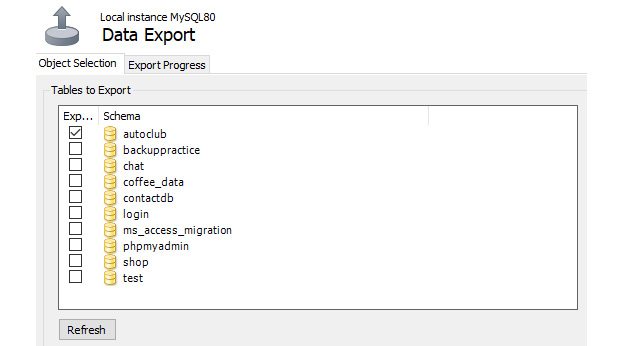 Local instance MySQL80
Data Export
Object Selection Export Progress
Tables to Export
Exp... Schema
autoclub
backuppractice
chat
coffee_data
contactdb
login
ms_access_migration
phpmyadmin
shop
test
Refresh